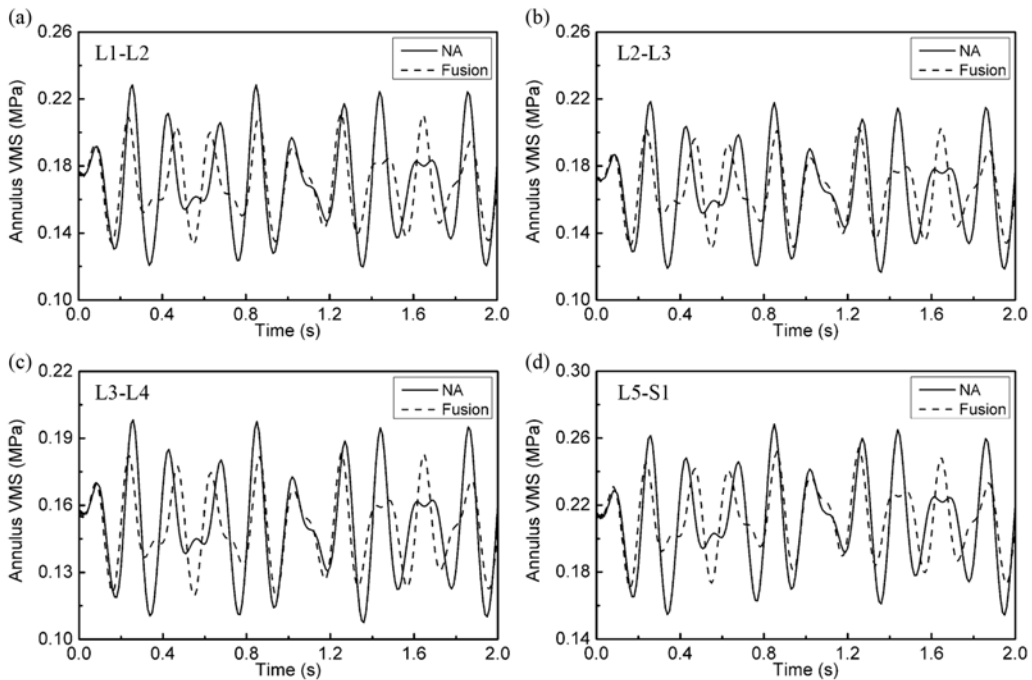 (a)
0.26
0.22
0.18
0.14
0.10
Annulus VMS (MPa)
L1-L2
NA
Fusion
0.0 0.4 0.8 1.2 1.6 2.0
Time (s)
(b)
0.26
0.22
0.18
0.14
0.10
Annulus VMS (MPa)
L2-L3
NA
Fusion
0.0 0.4 0.8 1.2 1.6 2.0
Time (s)
(c)
0.22
0.19
0.16
0.13
0.10
Annulus VMS (MPa)
L3-L4
NA
Fusion
0.0 0.4 0.8 1.2 1.6 2.0
Time (s)
(d)
0.30
0.26
0.22
0.18
0.14
Annulus VMS (MPa)
L5-S1
NA
Fusion
0.0 0.4 0.8 1.2 1.6 2.0
Time (s)